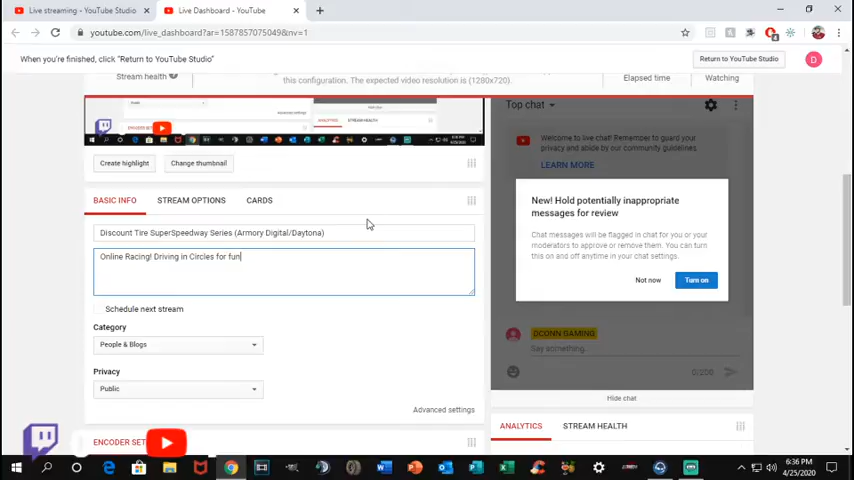 Live streaming - YouTube Studio
Live Dashboard - YouTube
youtube.com/live_dashboard?ar=1587857075049&nv=1
When you're finished, click "Return to YouTube Studio"
Return to YouTube Studio
D
Stream health
this configuration. The expected video resolution is (1280x720).
Elapsed time
Watching
ANALYTICS
STREAM HEALTH
Top chat
Create highlight
Change thumbnail
Welcome to live chat! Remember to guard your
privacy and abide by our community guidelines.
LEARN MORE
BASIC INFO
STREAM OPTIONS
CARDS
New! Hold potentially inappropriate
messages for review
Chat messages will be flagged in chat for you or your
moderators to approve or remove them. You can turn
this on and off anytime in your chat settings.
Not now
Turn on
Discount Tire SuperSpeedway Series (Armory Digital/Daytona)
Online Racing! Driving in Circles for fun
Schedule next stream
Category
People & Blogs
Privacy
Public
Advanced settings
DCONN GAMING
Say something...
0/200
Hide chat
ENCODER SET
ANALYTICS
STREAM HEALTH
6:36 PM
4/25/2020